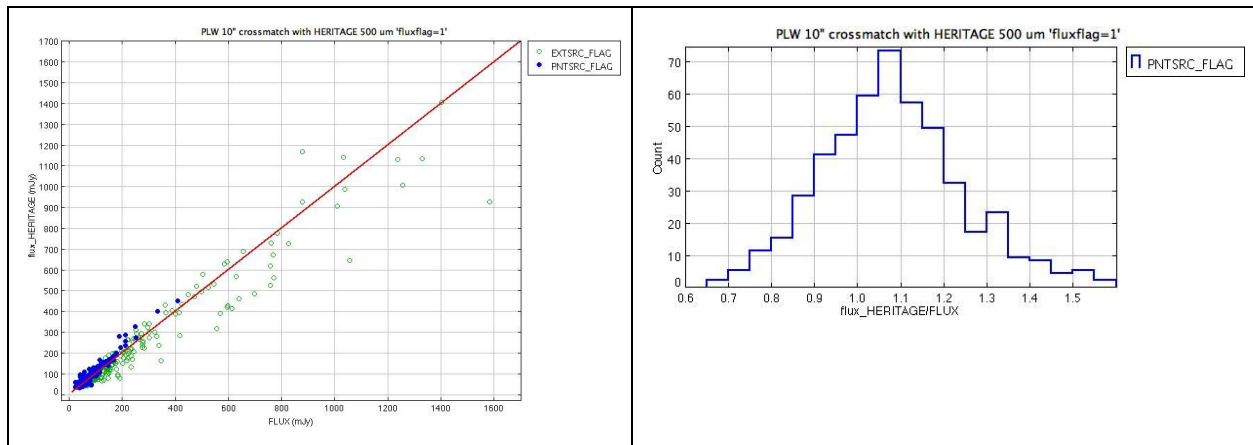 PLW 10" crossmatch with HERITAGE 500 um 'fluxflag=1'
1700
1600
1500
1400
1300
1200
1100
1000
900
800
700
600
500
400
300
200
100
0
flux_HERITAGE (mJy)
0 200 400 600 800 1000 1200 1400 1600
FLUX (mJy)
EXTSRC_FLAG
PNTSRC_FLAG
PLW 10" crossmatch with HERITAGE 500 um 'fluxflag=1'
70
60
50
40
30
20
10
0
Count
0.6 0.7 0.8 0.9 1.0 1.1 1.2 1.3 1.4 1.5
flux_HERITAGE/FLUX
PNTSRC_FLAG